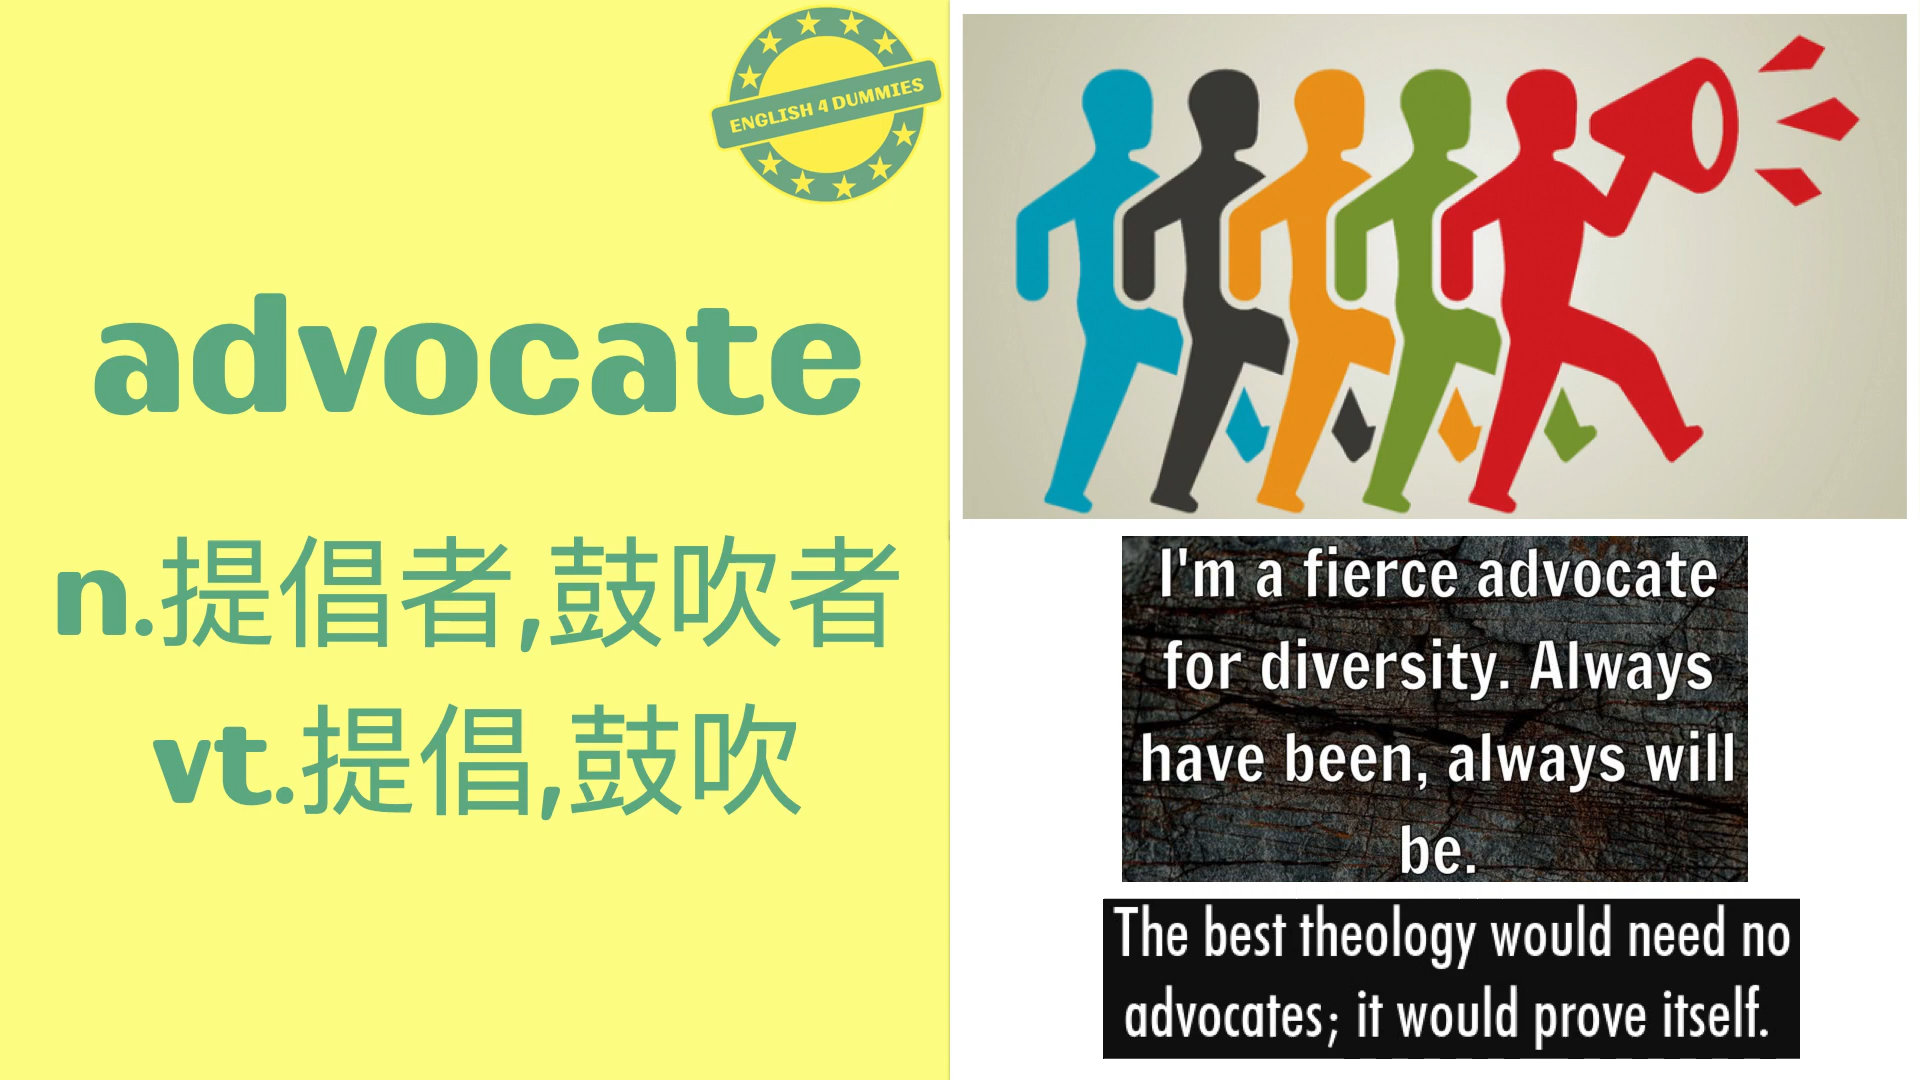 ENGLISH 4 DUMMIES
advocate
n.提倡者,鼓吹者
vt.提倡,鼓吹
I'm a fierce advocate
for diversity. Always
have been, always will
be.
The best theology would need no
advocates; it would prove itself.